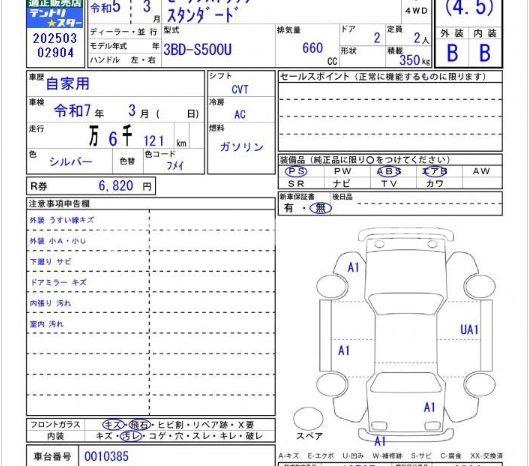 適正販売店
デントリ
☆スター
202503
02904
令和5 年 3 月
スタンダード
4WD
(4.5)
ディーラー・並 行
型式
排気量
ドア
定員
外 装 内 装
モデル年式 年
3BD-S500U
660
CC
2
2
人
B B
ハンドル 左・右
形状
積載
350 kg
車歴
自家用
シフト
CVT
セールスポイント (正常に機能するものに限ります)
車検
令和7 年 3 月( 日)
冷房
AC
走行
万 6 千 121 km
燃料
ガソリン
色
シルバー
色替
色コード
フメイ
装備品 (純正品に限り〇をつけてください)
PS PW ABS エアB AW
SR ナビ TV カワ
R券 6,820 円
新車保証書
有 ・ 無
後日品
注意事項申告欄
外装 うすい線キズ
外装 小A・小U
下廻り サビ
ドアミラー キズ
内張り 汚れ
室内 汚れ
A1
UA1
A1
A1
A1
スペア
フロントガラス
キズ・飛石・ヒビ割・リペア跡・X要
内装
キズ・汚レ・コゲ・穴・スレ・キレ・破レ
A-キズ E-エクボ U-凹み W-補修跡 S-サビ C-腐食 XX-交換済
車台番号
0010385